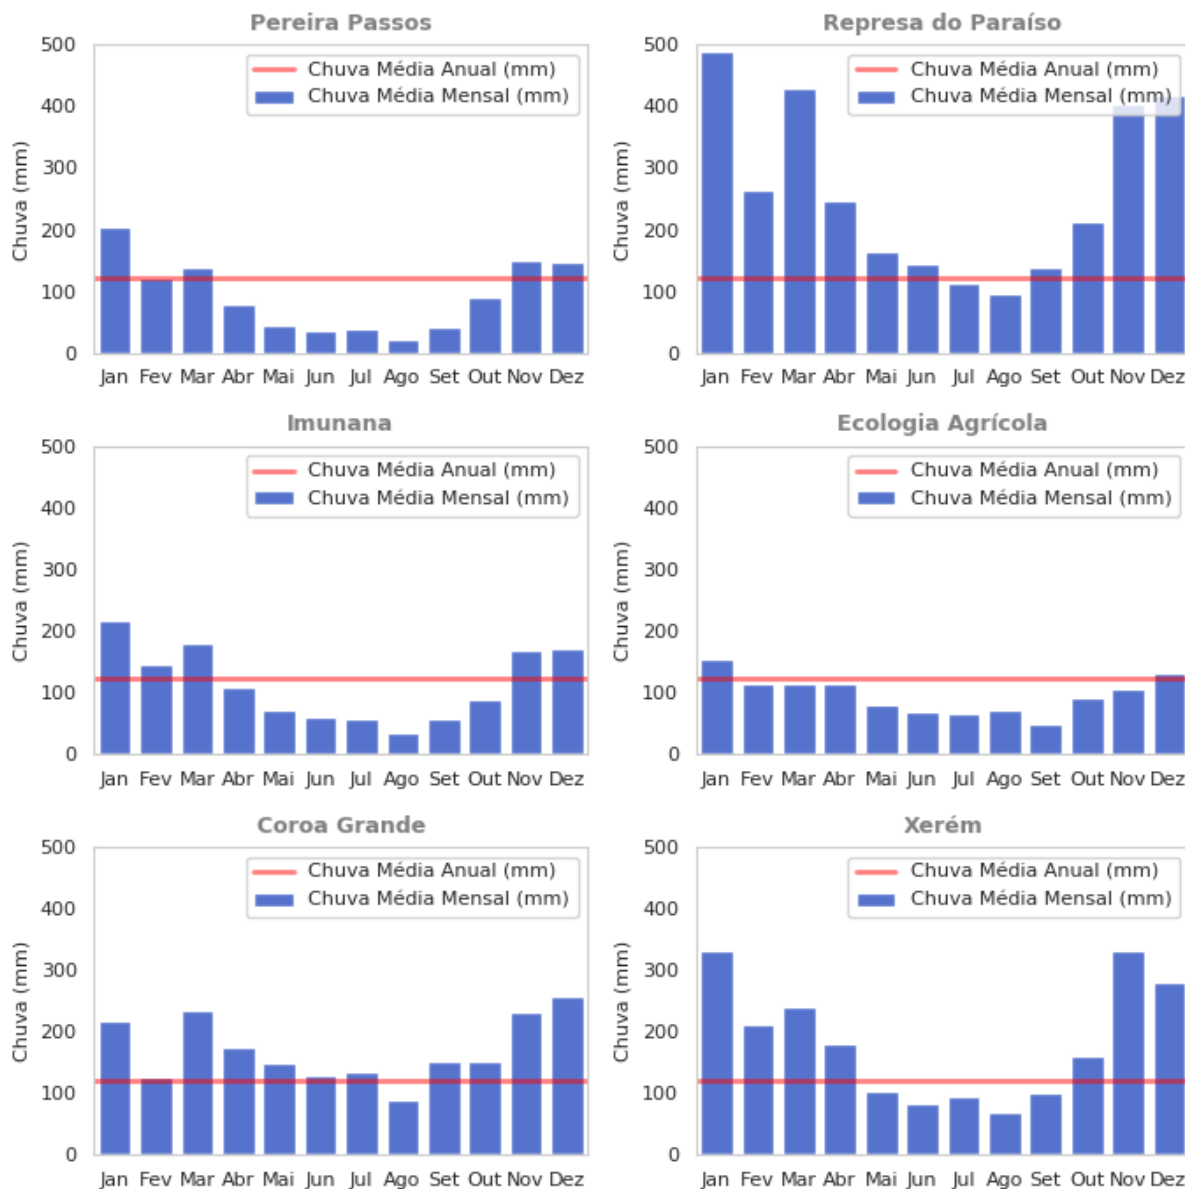 Pereira Passos
Chuva (mm)
500
400
300
200
100
0
Chuva Média Anual (mm)
Chuva Média Mensal (mm)
Jan Fev Mar Abr Mai Jun Jul Ago Set Out Nov Dez
Represa do Paraíso
Chuva (mm)
500
400
300
200
100
0
Chuva Média Anual (mm)
Chuva Média Mensal (mm)
Jan Fev Mar Abr Mai Jun Jul Ago Set Out Nov Dez
Imunana
Chuva (mm)
500
400
300
200
100
0
Chuva Média Anual (mm)
Chuva Média Mensal (mm)
Jan Fev Mar Abr Mai Jun Jul Ago Set Out Nov Dez
Ecologia Agrícola
Chuva (mm)
500
400
300
200
100
0
Chuva Média Anual (mm)
Chuva Média Mensal (mm)
Jan Fev Mar Abr Mai Jun Jul Ago Set Out Nov Dez
Coroa Grande
Chuva (mm)
500
400
300
200
100
0
Chuva Média Anual (mm)
Chuva Média Mensal (mm)
Jan Fev Mar Abr Mai Jun Jul Ago Set Out Nov Dez
Xerém
Chuva (mm)
500
400
300
200
100
0
Chuva Média Anual (mm)
Chuva Média Mensal (mm)
Jan Fev Mar Abr Mai Jun Jul Ago Set Out Nov Dez